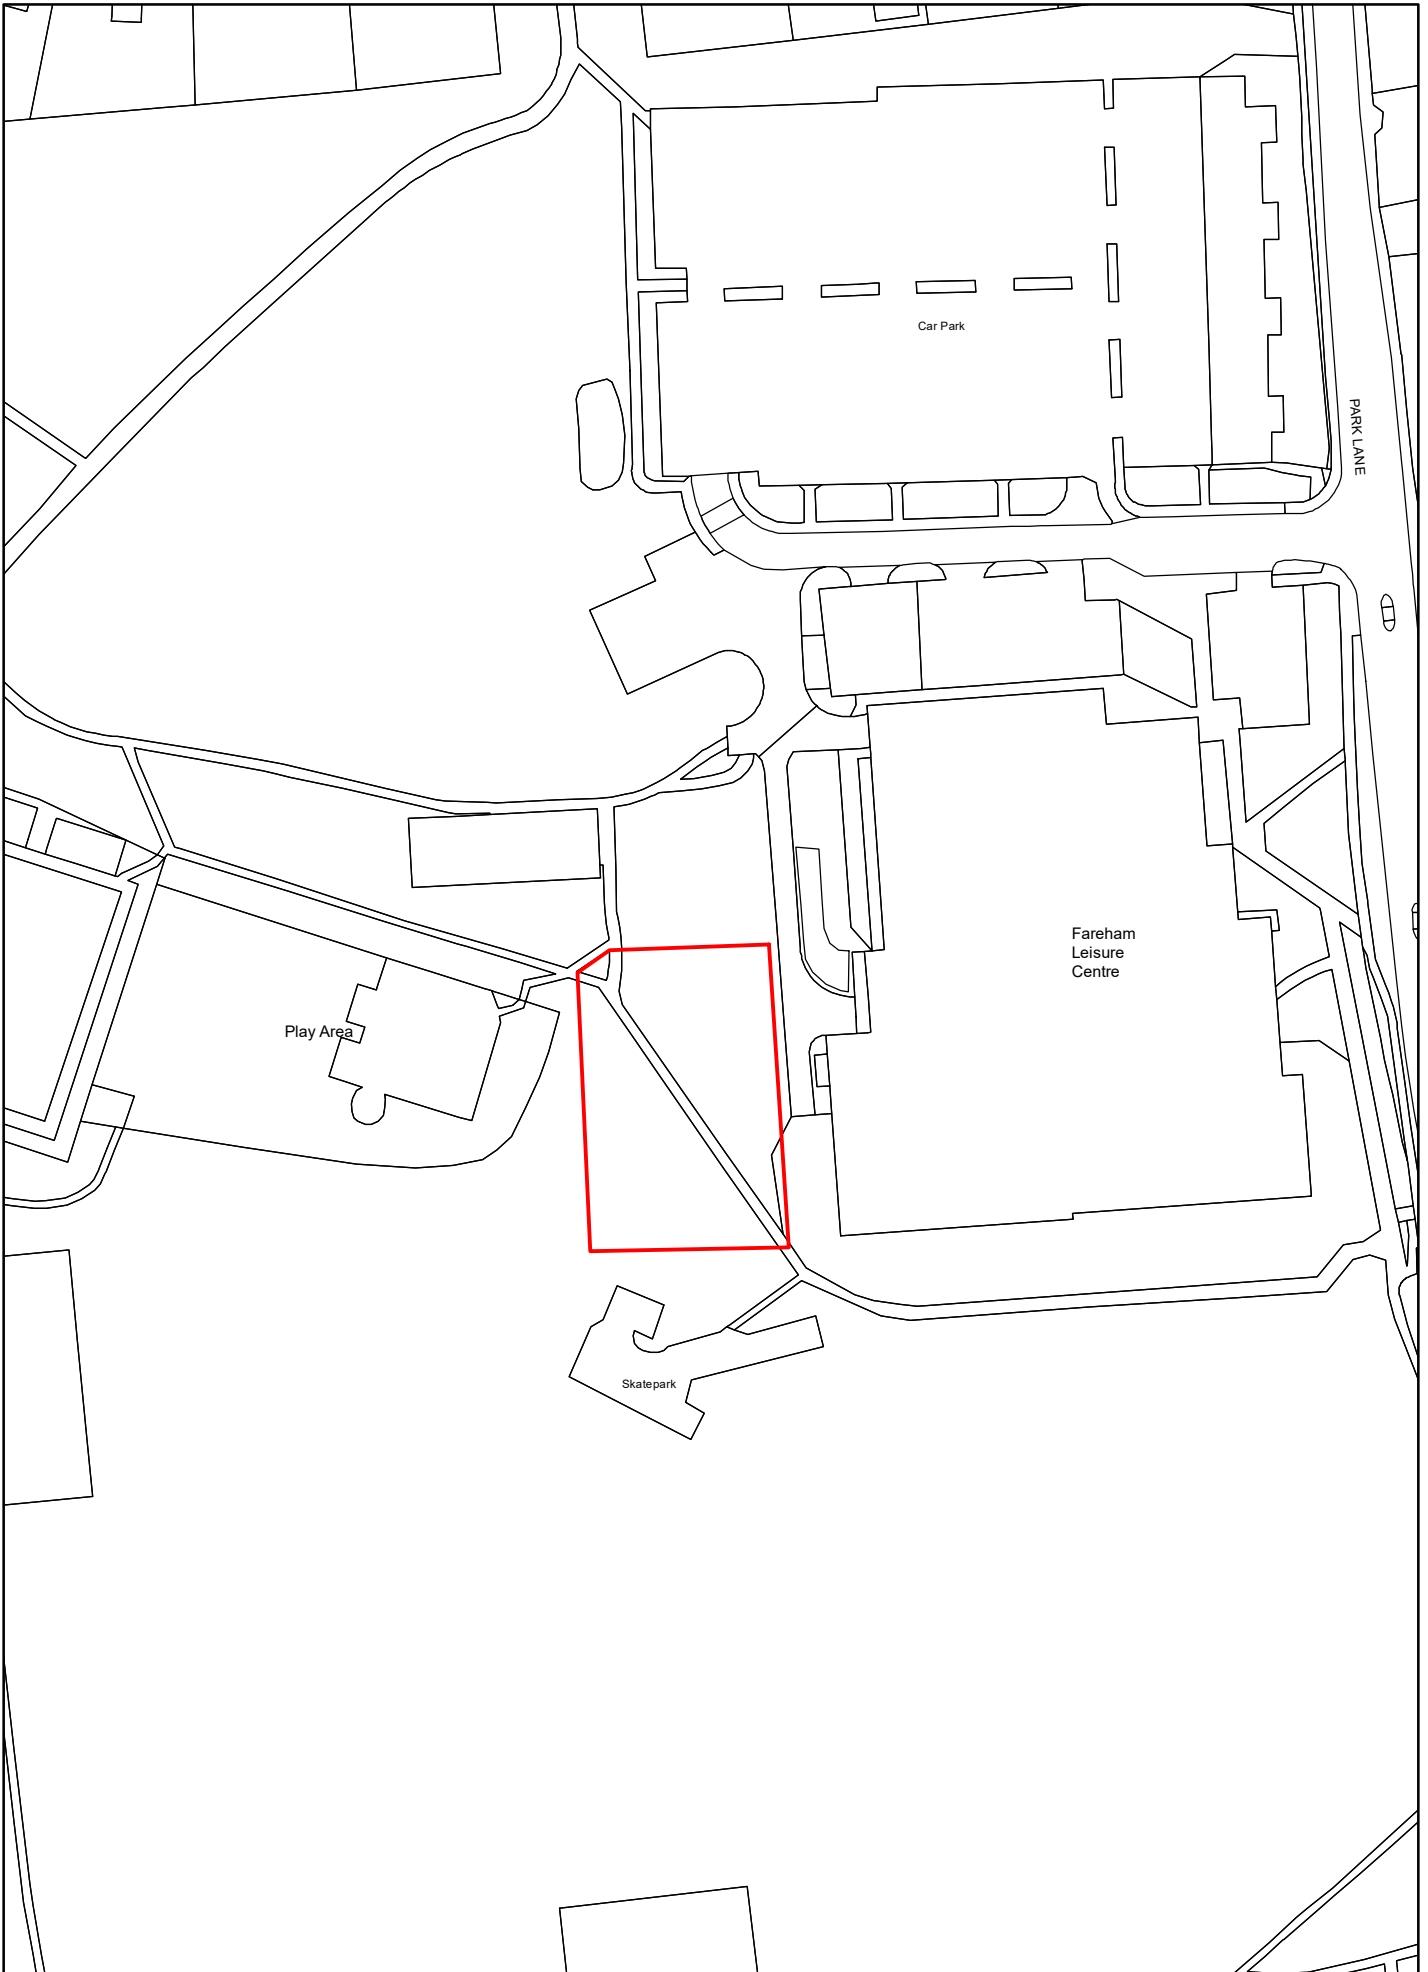 Car Park
PARK LANE
Fareham
Leisure
Centre
Play Area
Skatepark